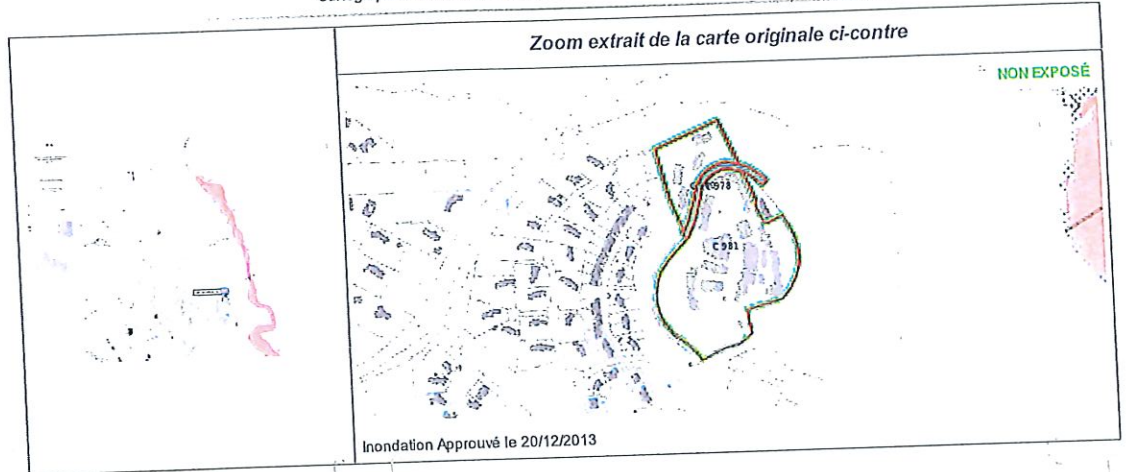 Zoom extrait de la carte originale ci-contre
NON EXPOSÉ
C 981
Inondation Approuvé le 20/12/2013